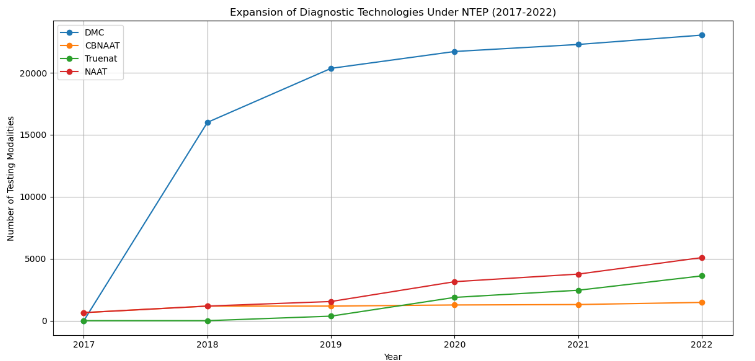 Expansion of Diagnostic Technologies Under NTEP (2017-2022)
DMC
CBNAAT
Truenat
NAAT
Number of Testing Modalities
20000
15000
10000
5000
0
2017 2018 2019 2020 2021 2022
Year